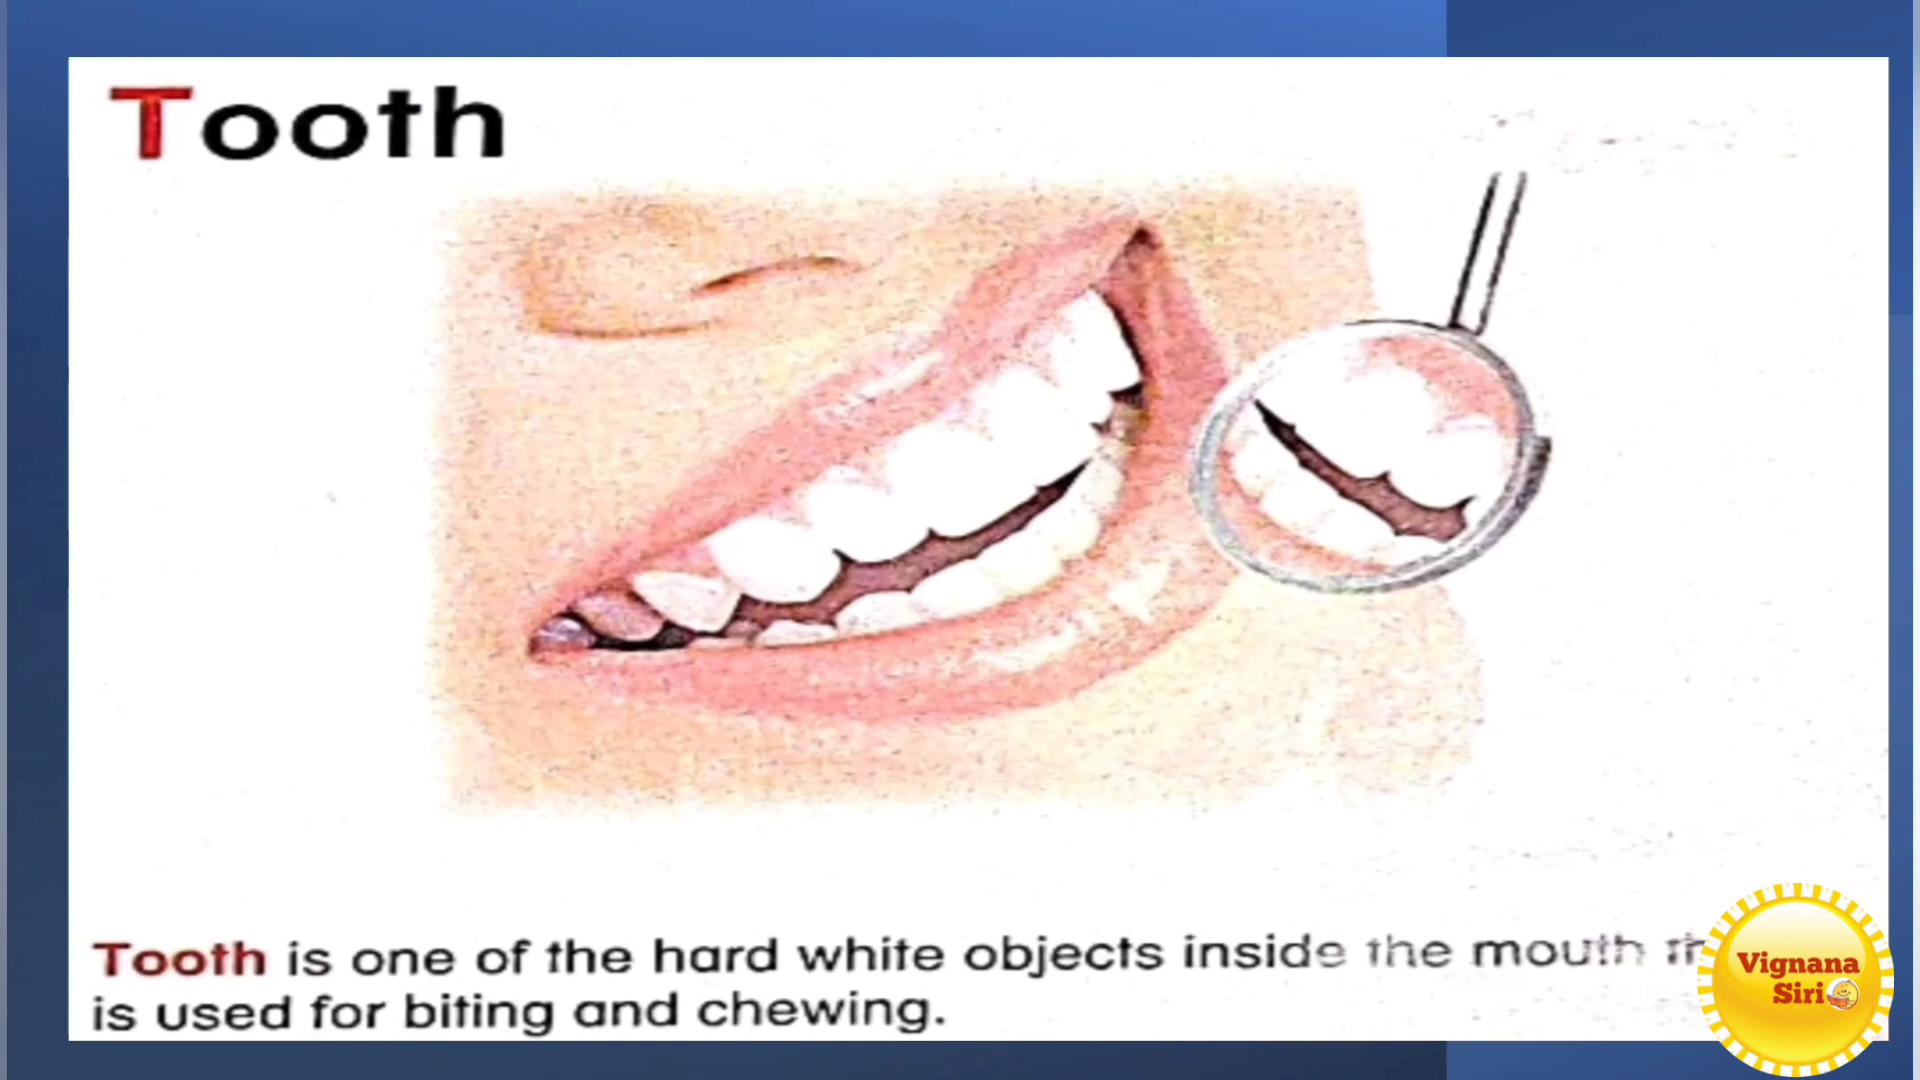 Tooth
Tooth is one of the hard white objects inside the mouth
is used for biting and chewing.
Vignana
Siri